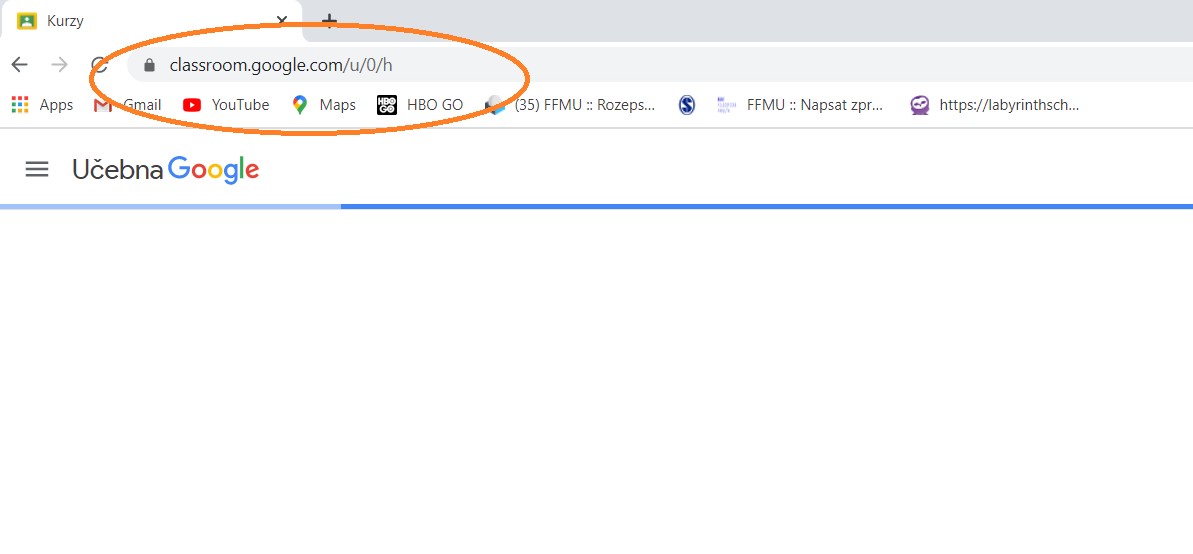 Kurzy
classroom.google.com/u/0/h
Apps Gmail YouTube Maps HBO GO (35) FFMU :: Rozeps... FFMU :: Napsat zpr... https://labyrinthsch...
Učebna Google